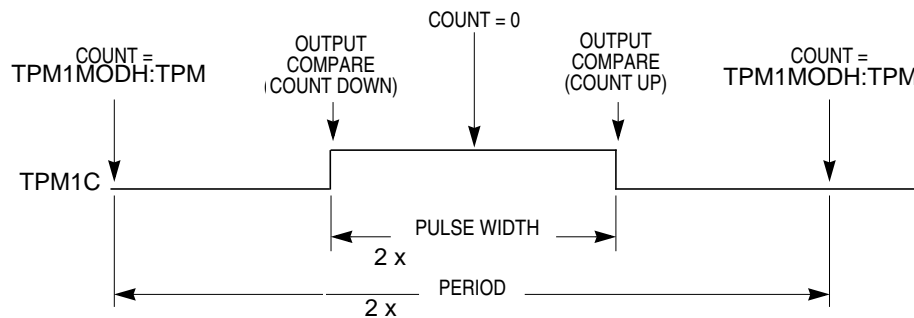 COUNT = 0
COUNT =
TPM1MODH:TPM
OUTPUT
COMPARE
(COUNT DOWN)
OUTPUT
COMPARE
(COUNT UP)
COUNT =
TPM1MODH:TPM
TPM1C
PULSE WIDTH
2 x
PERIOD
2 x